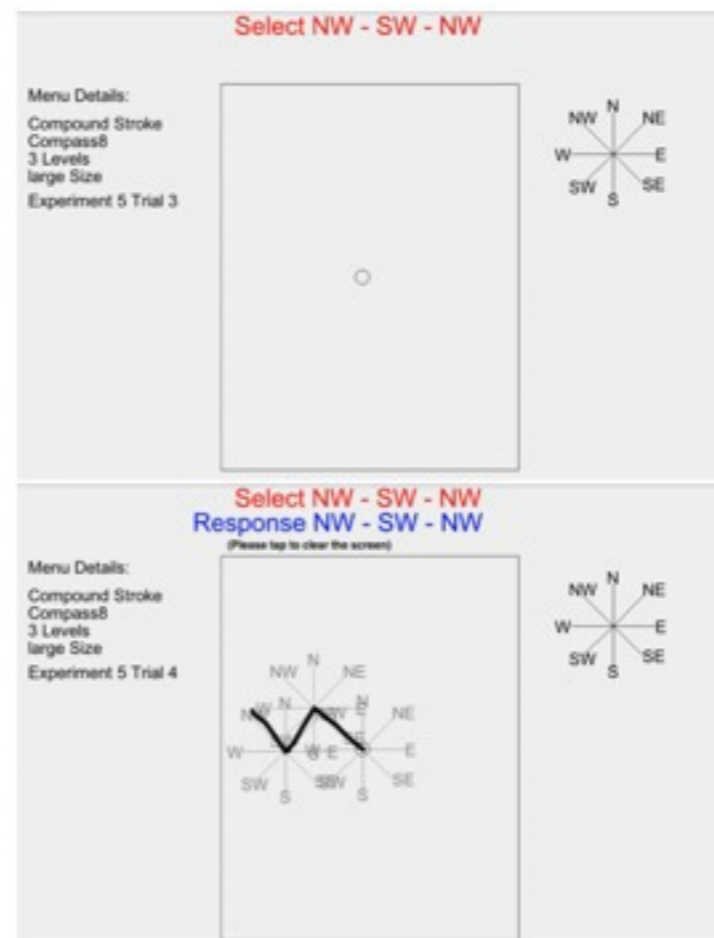 Select NW - SW - NW
Menu Details:
Compound Stroke
Compass8
3 Levels
large Size
Experiment 5 Trial 3
N
NW NE
W E
SW SE
S
Select NW - SW - NW
Response NW - SW - NW
(Please tap to clear the screen)
Menu Details:
Compound Stroke
Compass8
3 Levels
large Size
Experiment 5 Trial 4
N
NW NE
N NE
W E E
SW SE
S S
N
NW NE
W E
SW SE
S